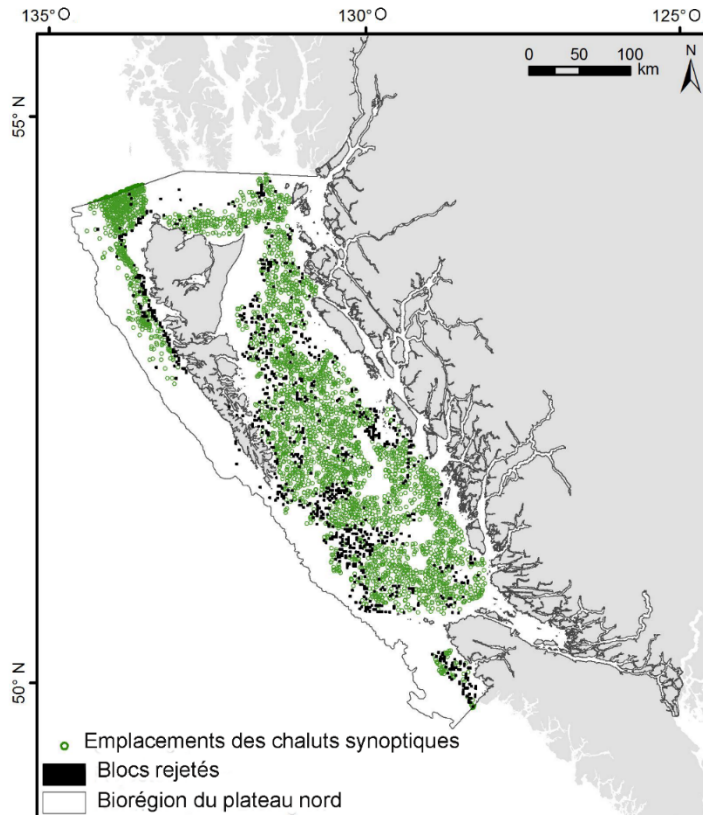 135°O
130°O
125°O
0 50 100
km
N
55° N
50° N
Emplacements des chaluts synoptiques
Blocs rejetés
Biorégion du plateau nord